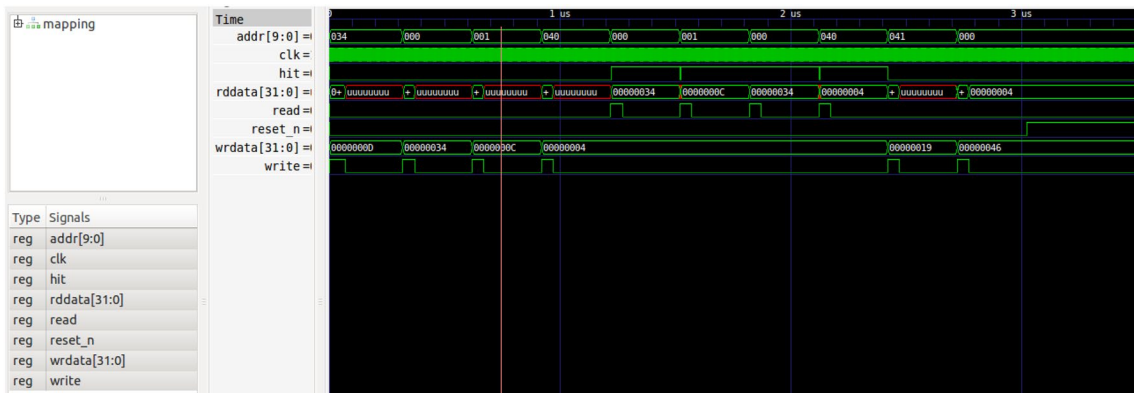 mapping
Type Signals
reg addr[9:0]
reg clk
reg hit
reg rddata[31:0]
reg read
reg reset_n
reg wrdata[31:0]
reg write
Time
1 us 2 us 3 us
addr[9:0] = 034 000 001 040 000 001 000 040 041 000
clk =
hit =
rddata[31:0] = 0+ uuuuuuuu + uuuuuuuu + uuuuuuuu + uuuuuuuu 00000034 0000000C 00000034 00000004 + uuuuuuuu + 00000004
read =
reset_n =
wrdata[31:0] = 0000000D 00000034 0000000C 00000004 00000019 00000046
write =